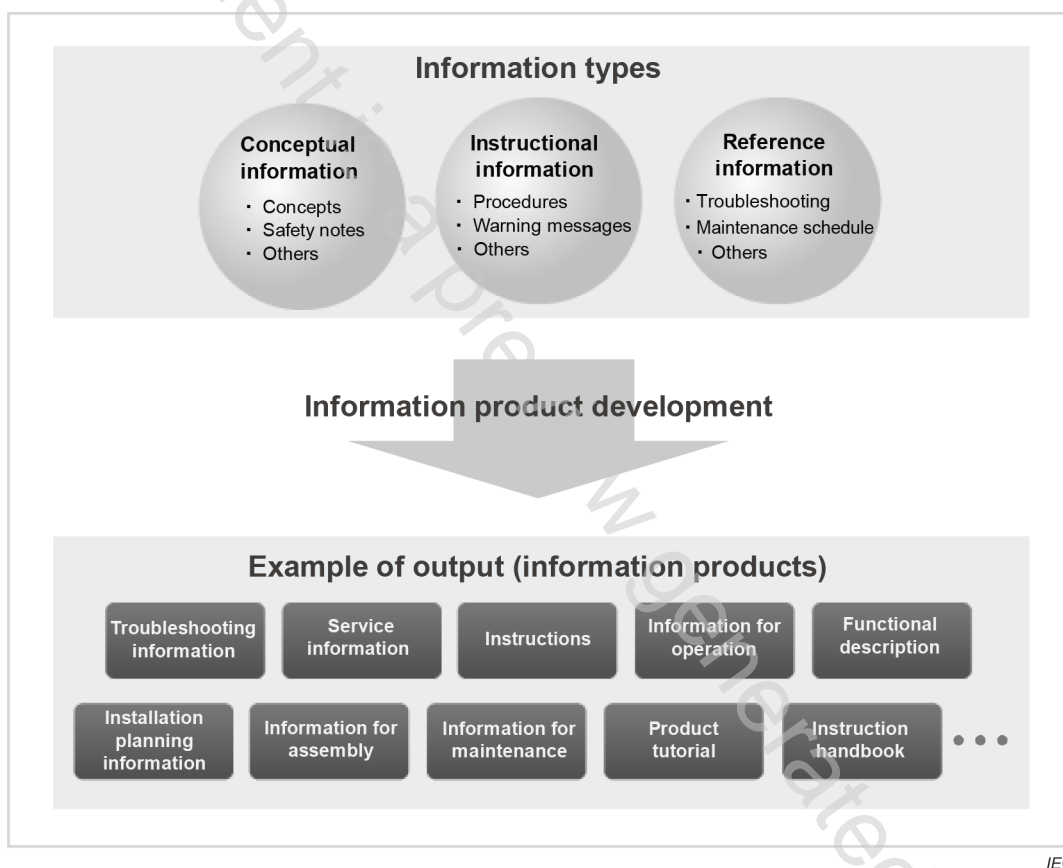 Information types
Conceptual
information
· Concepts
· Safety notes
· Others
Instructional
information
· Procedures
· Warning messages
· Others
Reference
information
· Troubleshooting
· Maintenance schedule
· Others
Information product development
Example of output (information products)
Troubleshooting
information
Service
information
Instructions
Information for
operation
Functional
description
Installation
planning
information
Information for
assembly
Information for
maintenance
Product
tutorial
Instruction
handbook
• • •